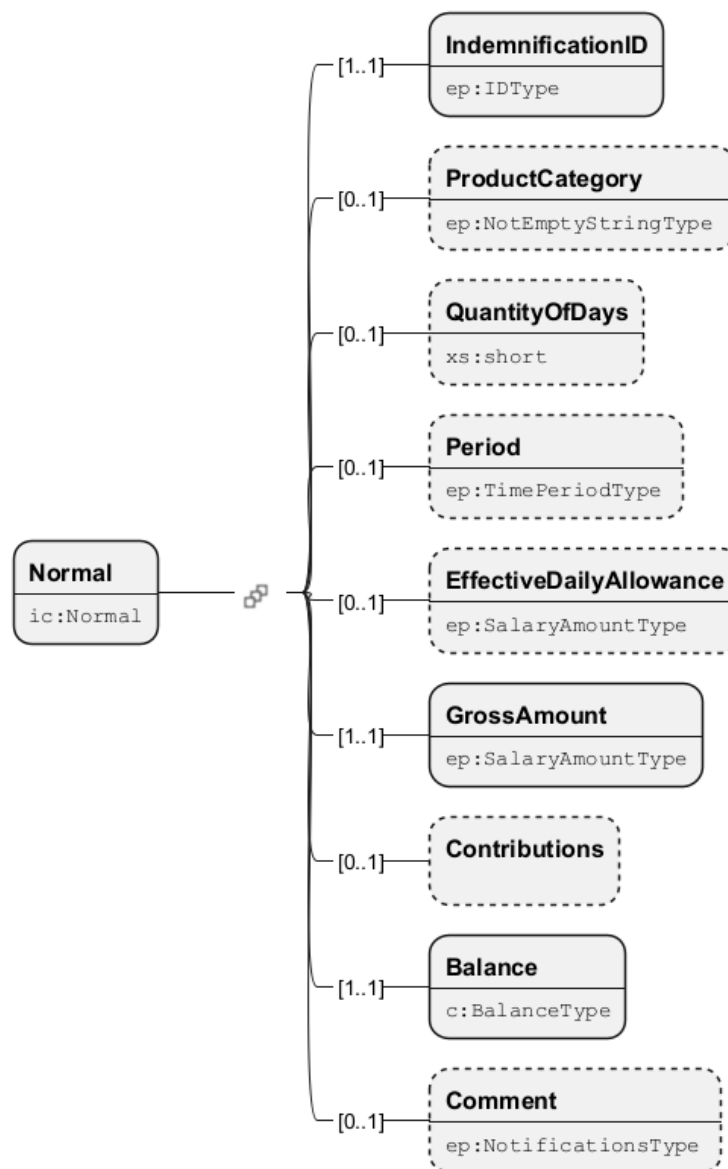 [1..1]
IndemnificationID
ep:IDType
[0..1]
ProductCategory
ep:NotEmptyStringType
[0..1]
QuantityOfDays
xs:short
[0..1]
Period
ep:TimePeriodType
Normal
ic:Normal
[0..1]
EffectiveDailyAllowance
ep:SalaryAmountType
[1..1]
GrossAmount
ep:SalaryAmountType
[0..1]
Contributions
[1..1]
Balance
c:BalanceType
[0..1]
Comment
ep:NotificationsType